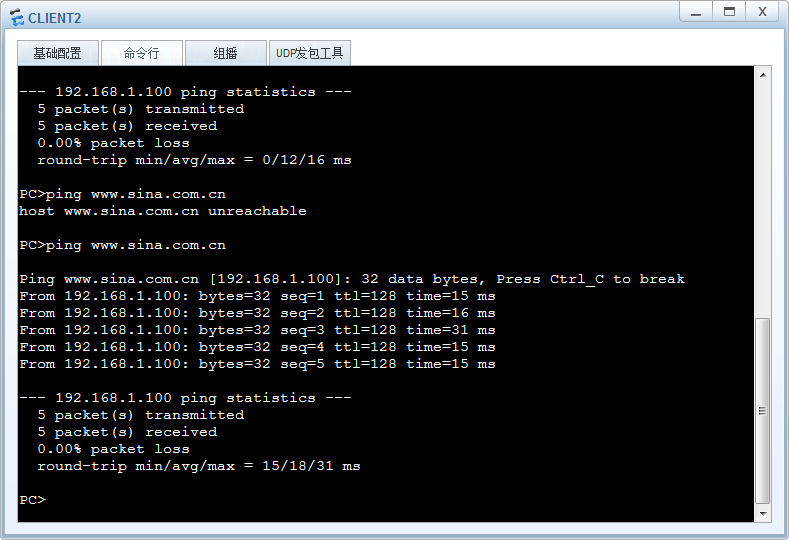 CLIENT2
基础配置 命令行 组播 UDP发包工具
--- 192.168.1.100 ping statistics ---
5 packet(s) transmitted
5 packet(s) received
0.00% packet loss
round-trip min/avg/max = 0/12/16 ms
PC>ping www.sina.com.cn
host www.sina.com.cn unreachable
PC>ping www.sina.com.cn
Ping www.sina.com.cn [192.168.1.100]: 32 data bytes, Press Ctrl_C to break
From 192.168.1.100: bytes=32 seq=1 ttl=128 time=15 ms
From 192.168.1.100: bytes=32 seq=2 ttl=128 time=16 ms
From 192.168.1.100: bytes=32 seq=3 ttl=128 time=31 ms
From 192.168.1.100: bytes=32 seq=4 ttl=128 time=15 ms
From 192.168.1.100: bytes=32 seq=5 ttl=128 time=15 ms
--- 192.168.1.100 ping statistics ---
5 packet(s) transmitted
5 packet(s) received
0.00% packet loss
round-trip min/avg/max = 15/18/31 ms
PC>